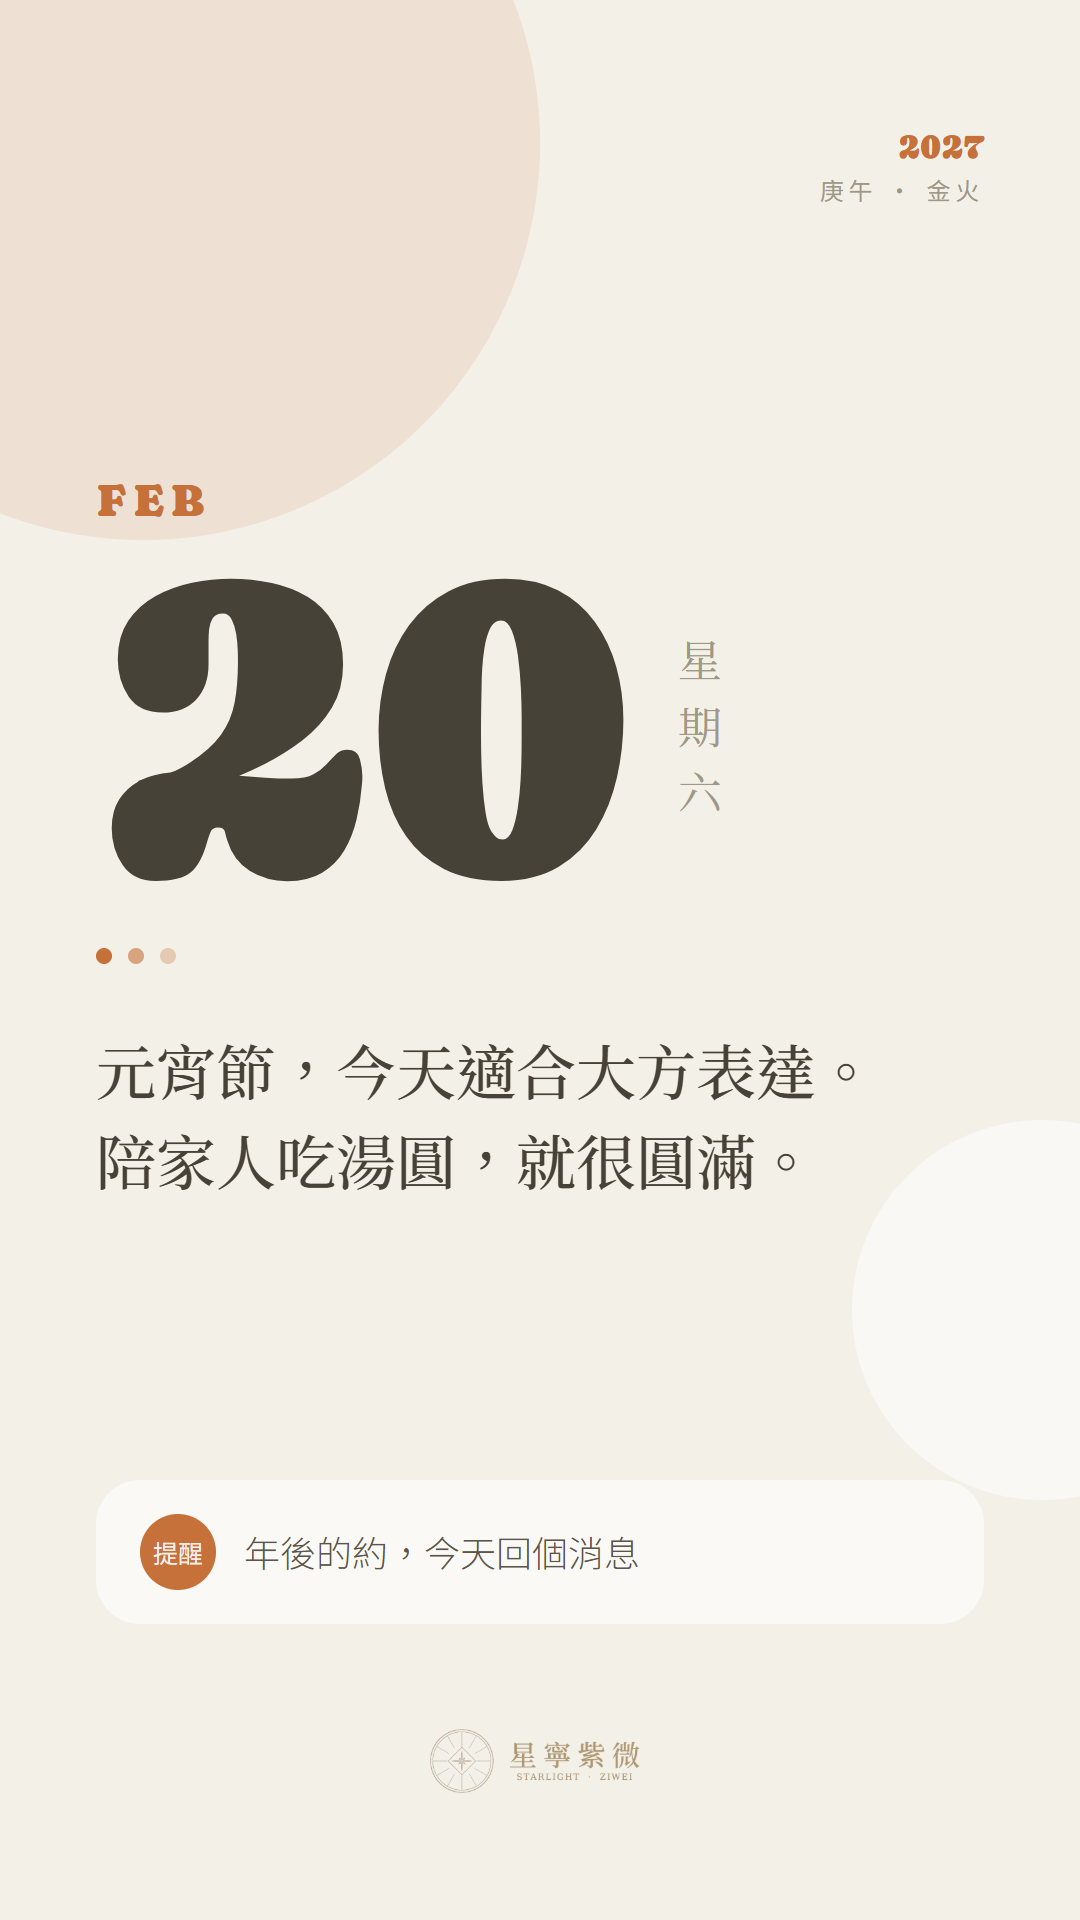 2027
庚午 · 金火
FEB
20
星期六
元宵節，今天適合大方表達。
陪家人吃湯圓，就很圓滿。
提醒
年後的約，今天回個消息
星寧紫微
STARLIGHT · ZIWEI